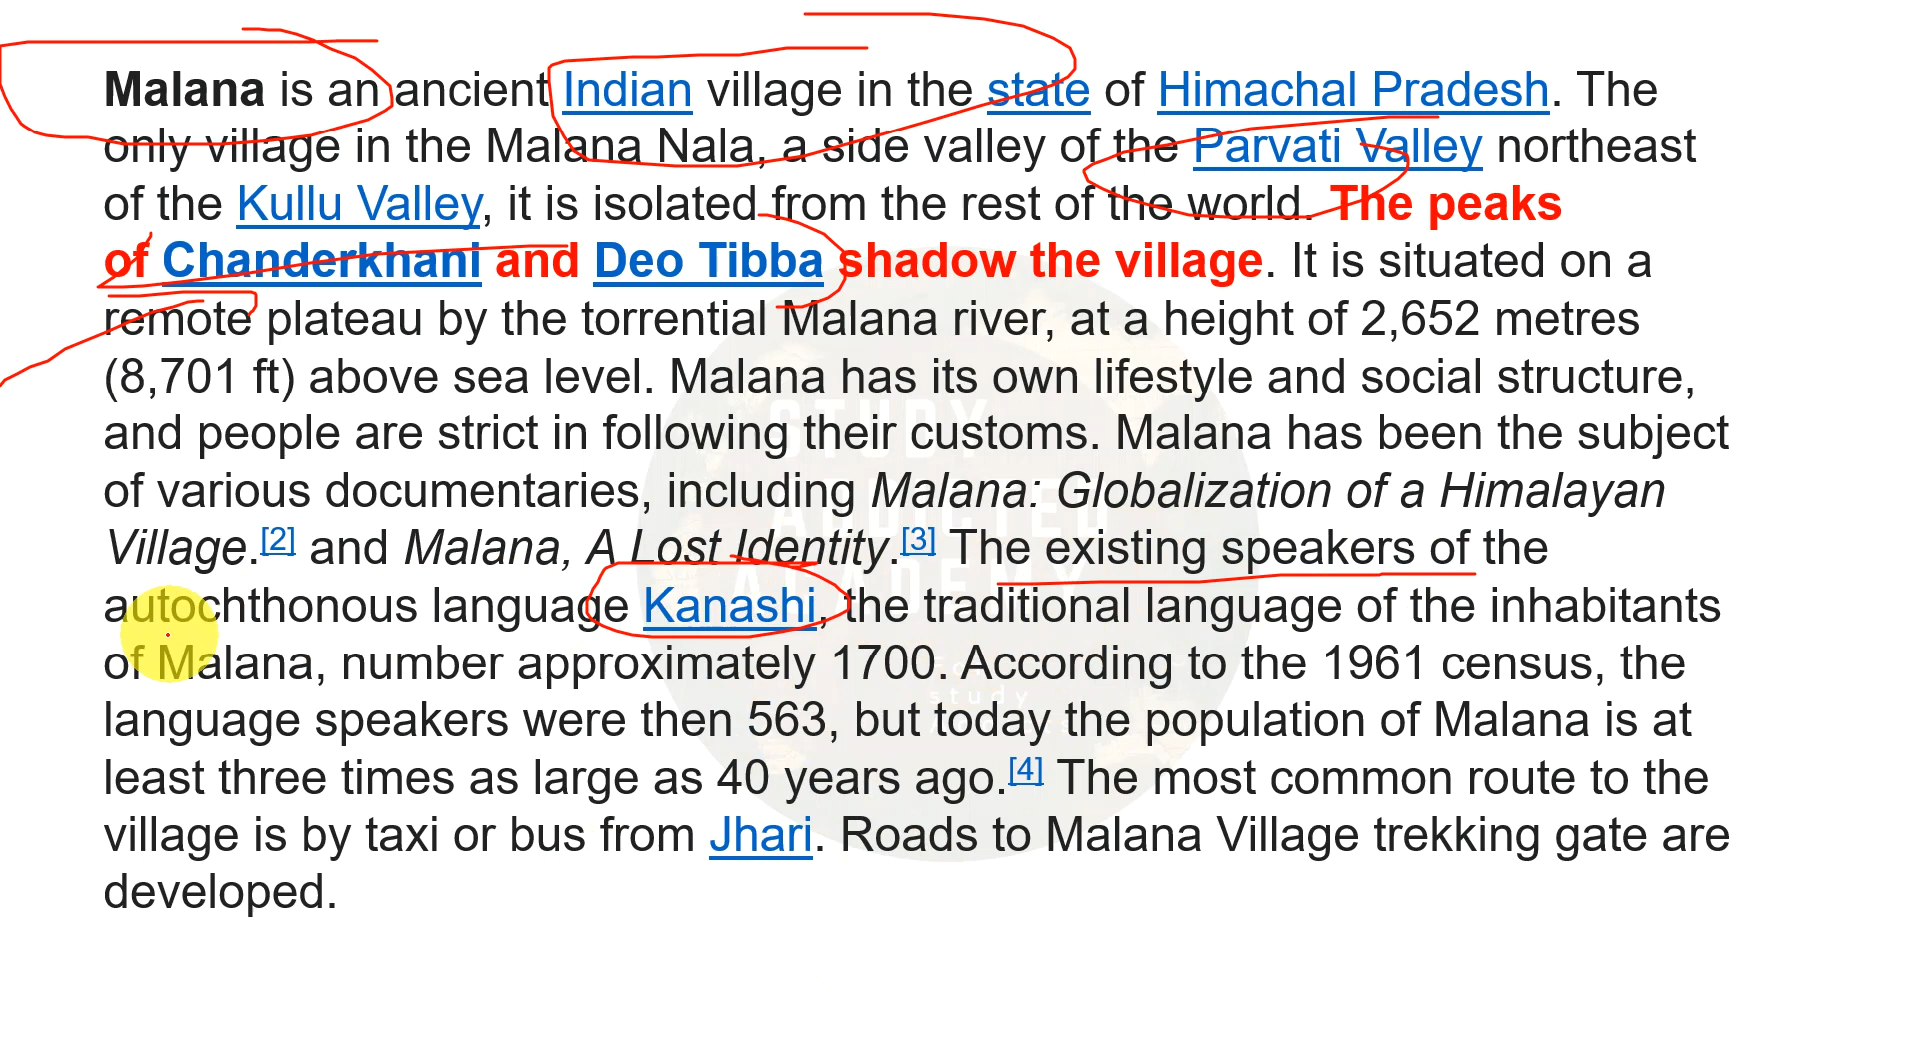 Malana is an ancient Indian village in the state of Himachal Pradesh. The
only village in the Malana Nala, a side valley of the Parvati Valley northeast
of the Kullu Valley, it is isolated from the rest of the world. The peaks
of Chanderkhani and Deo Tibba shadow the village. It is situated on a
remote plateau by the torrential Malana river, at a height of 2,652 metres
(8,701 ft) above sea level. Malana has its own lifestyle and social structure,
and people are strict in following their customs. Malana has been the subject
of various documentaries, including Malana: Globalization of a Himalayan
Village.[2] and Malana, A Lost Identity.[3] The existing speakers of the
autochthonous language Kanashi, the traditional language of the inhabitants
of Malana, number approximately 1700. According to the 1961 census, the
language speakers were then 563, but today the population of Malana is at
least three times as large as 40 years ago.[4] The most common route to the
village is by taxi or bus from Jhari. Roads to Malana Village trekking gate are
developed.
STUDY
ADDICTED
ACADEMY
study